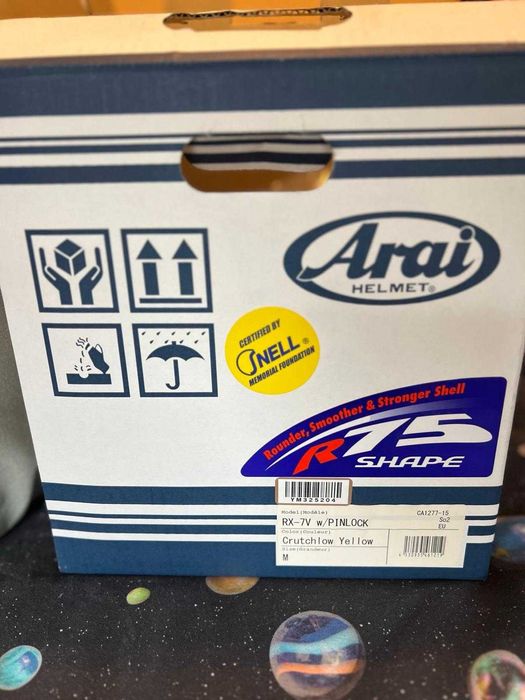 Arai
HELMET®
CERTIFIED BY
SNELL®
MEMORIAL FOUNDATION
Rounder, Smoother & Stronger Shell
R75
SHAPE
YM325204
Model(Modèle) CA1277-15
RX-7V w/PINLOCK So2
Color(Couleur) EU
Crutchlow Yellow
Size(Grandeur)
M